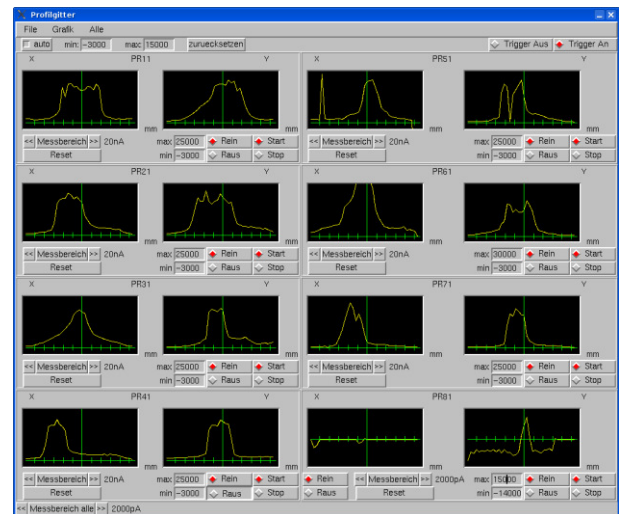 Profilgitter
File Grafik Alle
auto min: -3000 max: 15000 zuruecksetzen Trigger Aus Trigger An
X PR11 Y
mm mm
<< Messbereich >> 20nA max 25000 Rein Start
Reset min -3000 Raus Stop
X PR51 Y
mm mm
<< Messbereich >> 20nA max 25000 Rein Start
Reset min -3000 Raus Stop
X PR21 Y
mm mm
<< Messbereich >> 20nA max 25000 Rein Start
Reset min -3000 Raus Stop
X PR61 Y
mm mm
<< Messbereich >> 20nA max 30000 Rein Start
Reset min -3000 Raus Stop
X PR31 Y
mm mm
<< Messbereich >> 20nA max 25000 Rein Start
Reset min -3000 Raus Stop
X PR71 Y
mm mm
<< Messbereich >> 20nA max 25000 Rein Start
Reset min -3000 Raus Stop
X PR41 Y
mm mm
<< Messbereich >> 20nA max 25000 Rein Start
Reset min -3000 Raus Stop
X PR81 Y
mm mm
Rein << Messbereich >> 2000pA max 15000 Start
Raus Reset min -14000 Stop
<< Messbereich alle >> 2000pA